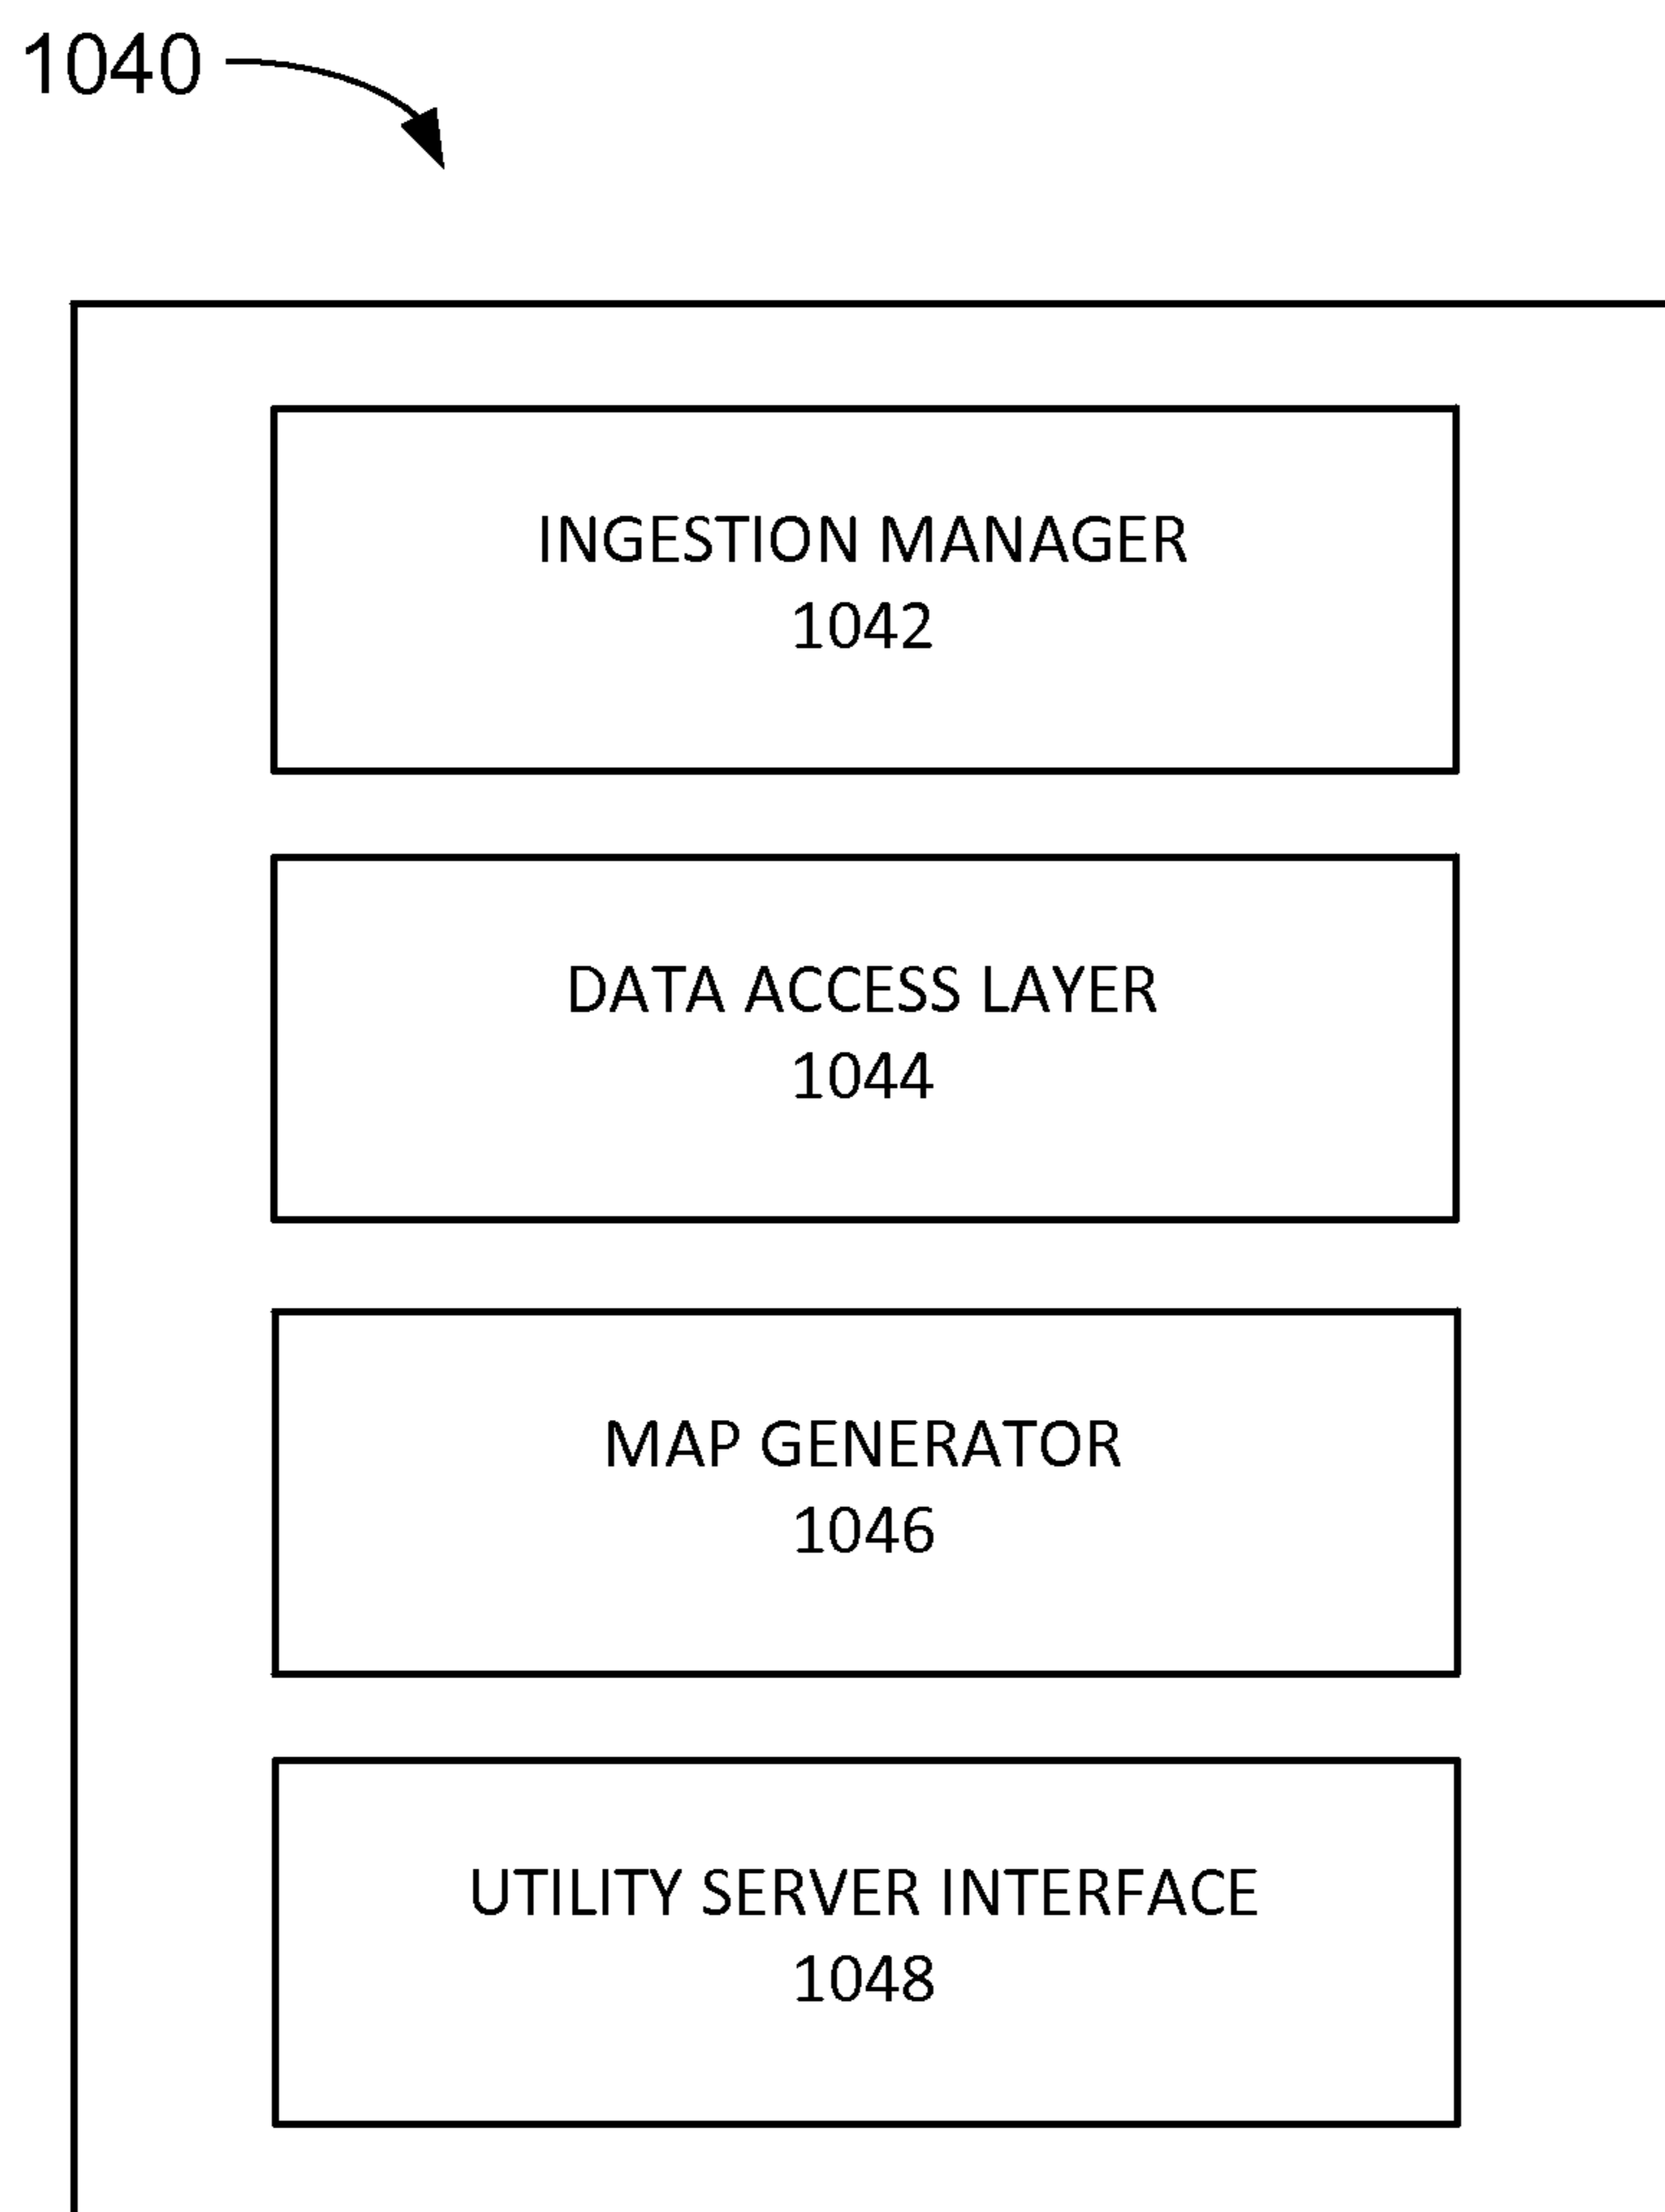 1040
INGESTION MANAGER
1042
DATA ACCESS LAYER
1044
MAP GENERATOR
1046
UTILITY SERVER INTERFACE
1048